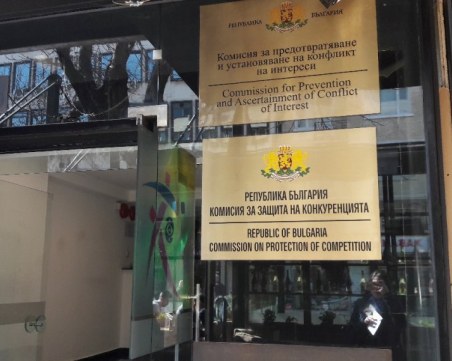 РЕПУБЛИКА БЪЛГАРИЯ
Комисия за предотвратяване
и установяване на конфликт
на интереси
Commission for Prevention
and Ascertainment of Conflict
of Interest
РЕПУБЛИКА БЪЛГАРИЯ
КОМИСИЯ ЗА ЗАЩИТА НА КОНКУРЕНЦИЯТА
REPUBLIC OF BULGARIA
COMMISSION ON PROTECTION OF COMPETITION